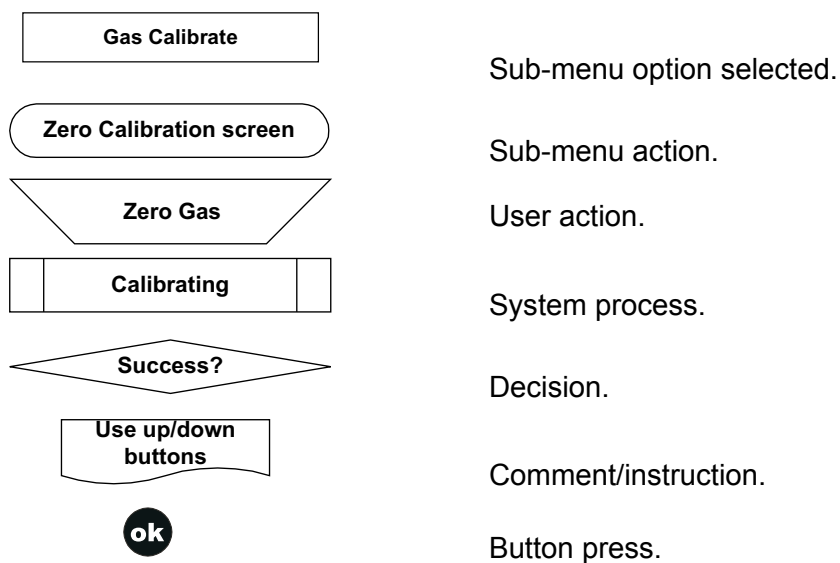 Gas Calibrate
Sub-menu option selected.
Zero Calibration screen
Sub-menu action.
Zero Gas
User action.
Calibrating
System process.
Success?
Decision.
Use up/down
buttons
Comment/instruction.
ok
Button press.